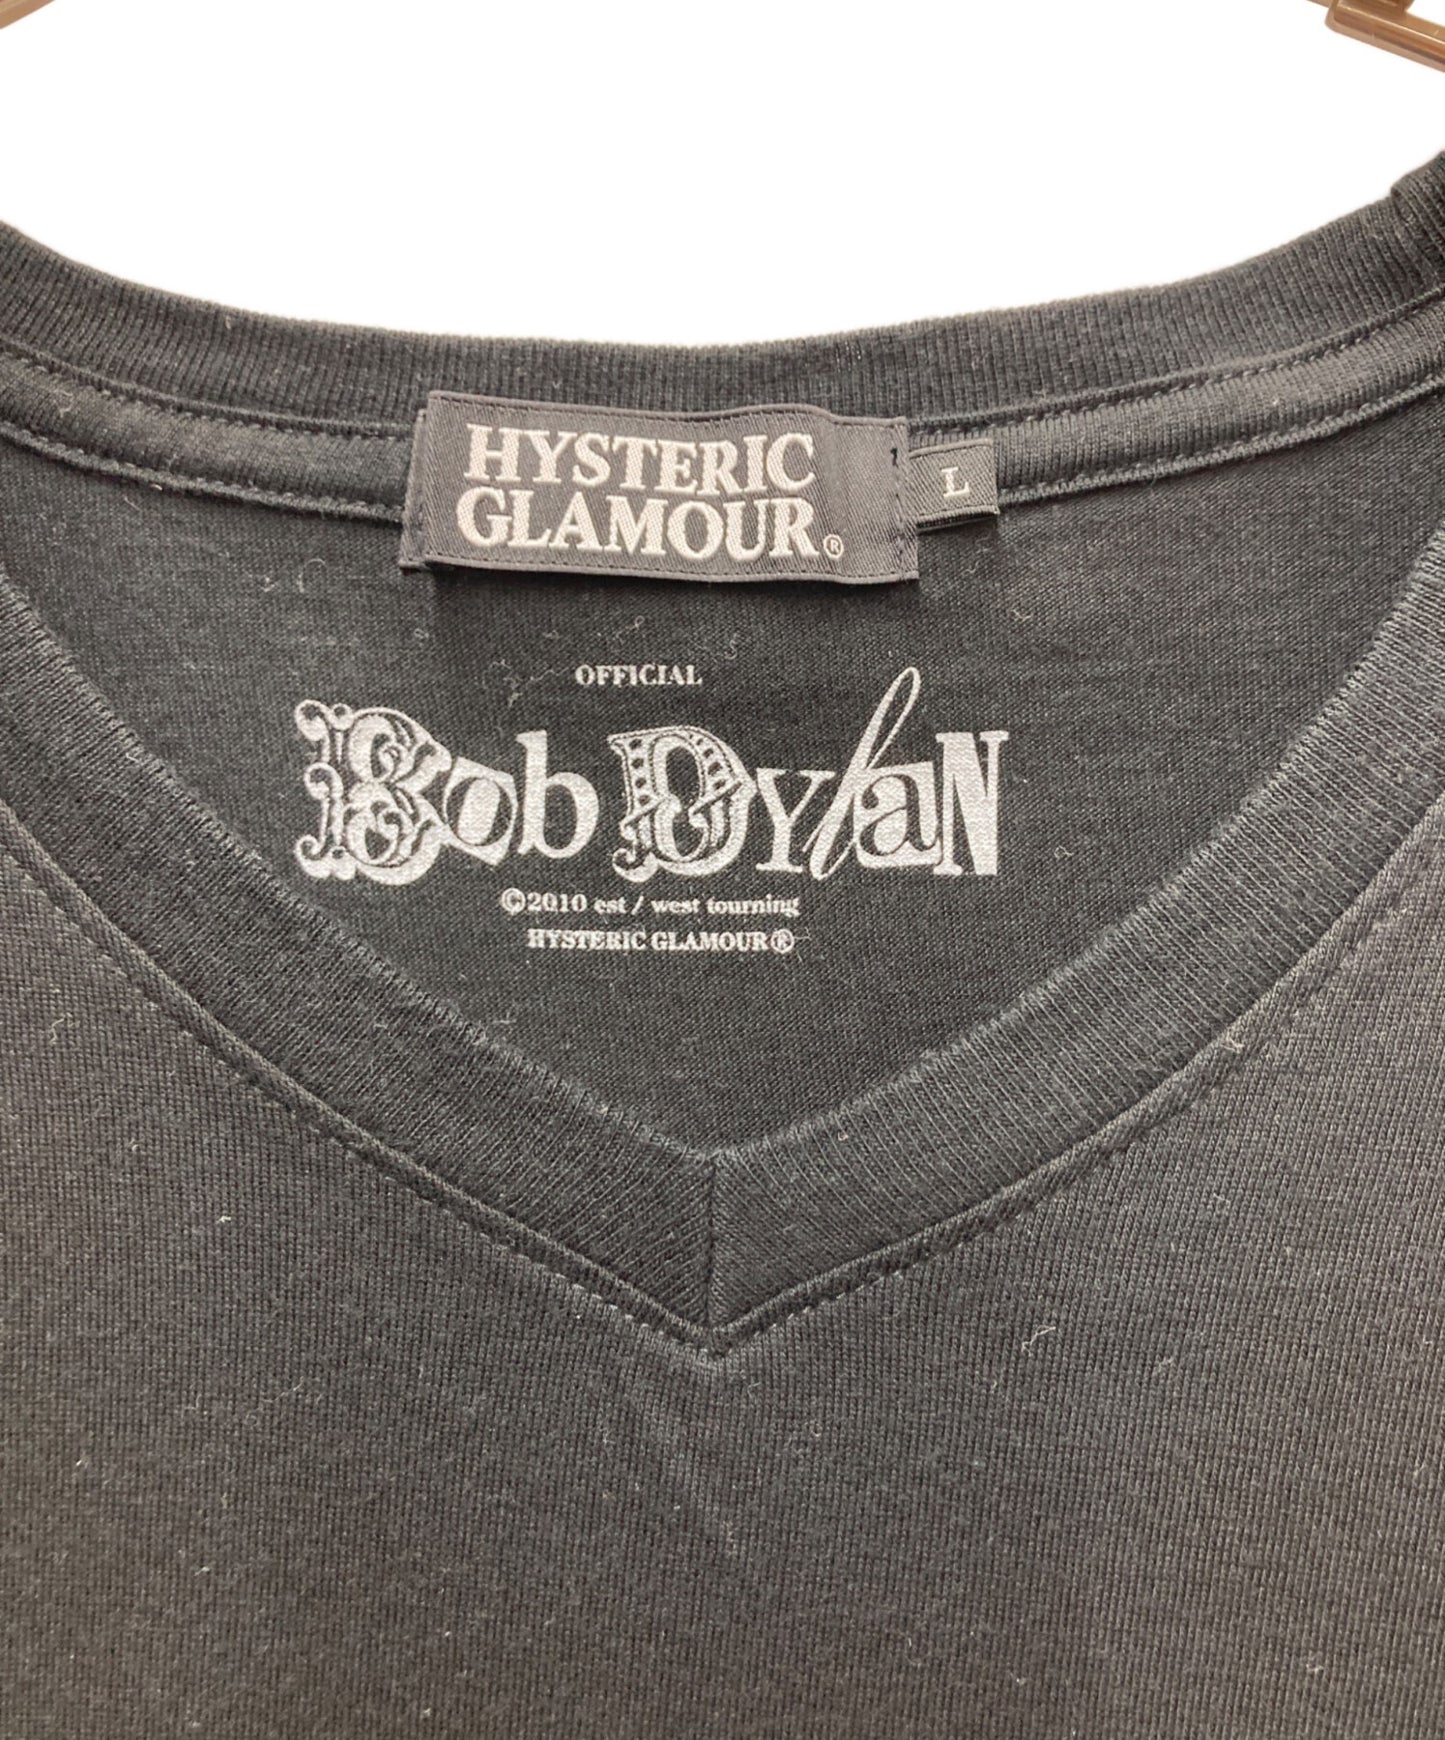 HYSTERIC
GLAMOUR®
L
OFFICIAL
Bob DylaN
©2010 est / west tourning
HYSTERIC GLAMOUR®